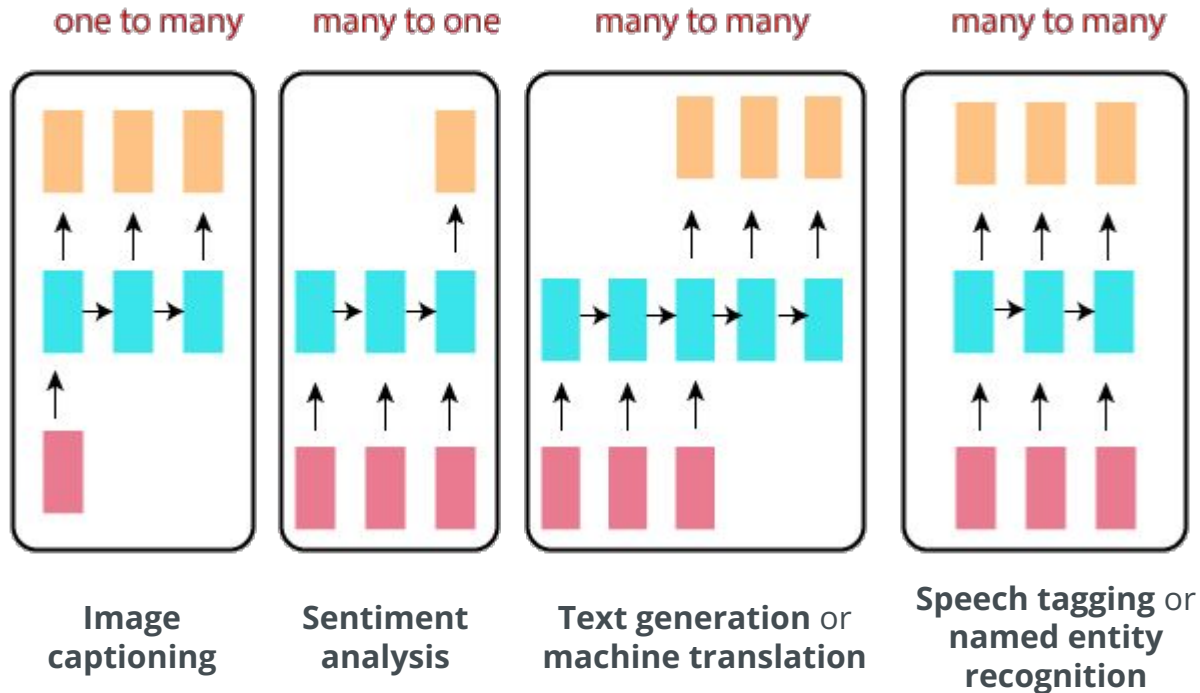 one to many
many to one
many to many
many to many
Image
captioning
Sentiment
analysis
Text generation or
machine translation
Speech tagging or
named entity
recognition